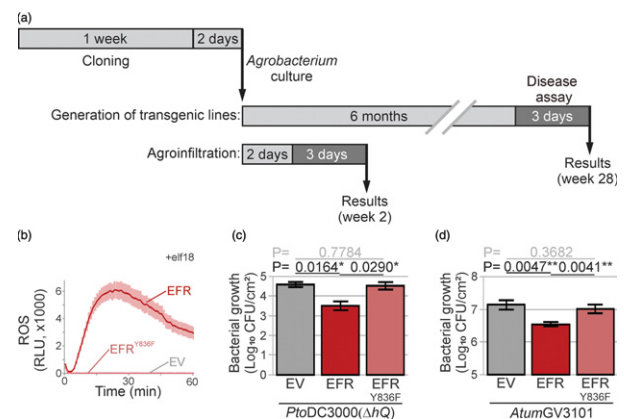 (a)
1 week
2 days
Cloning
Agrobacterium
culture
Disease
assay
Generation of transgenic lines:
6 months
3 days
Agroinfiltration:
2 days
3 days
Results
(week 2)
Results
(week 28)
(b)
+elf18
ROS
(RLU, x1000)
8
6
4
2
0
EFR
EFRY836F
EV
0
30
60
Time (min)
(c)
P=
0.7784
P=
0.0164*
0.0290*
Bacterial growth
(Log₁₀ CFU/cm²)
5
4
3
2
1
0
EV
EFR
EFR
Y836F
PtoDC3000(ΔhQ)
(d)
P=
0.3682
P=
0.0047**
0.0041**
Bacterial growth
(Log₁₀ CFU/cm²)
8
7
6
5
EV
EFR
EFR
Y836F
AtumGV3101